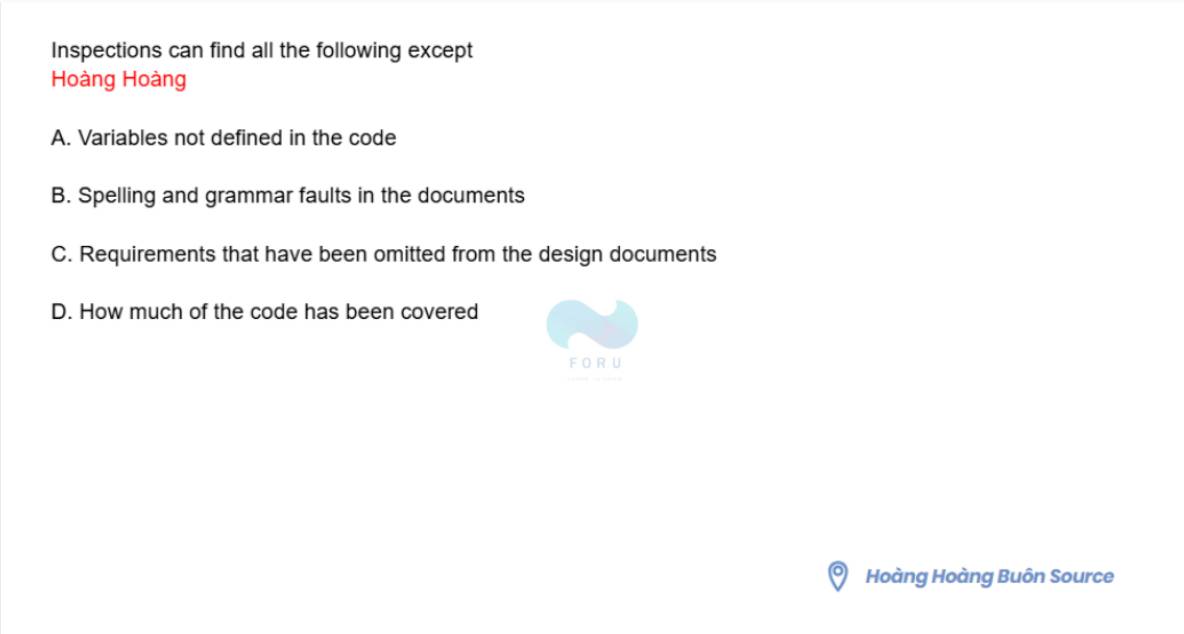 Inspections can find all the following except
Hoàng Hoàng
A. Variables not defined in the code
B. Spelling and grammar faults in the documents
C. Requirements that have been omitted from the design documents
D. How much of the code has been covered
FORU
Hoàng Hoàng Buôn Source